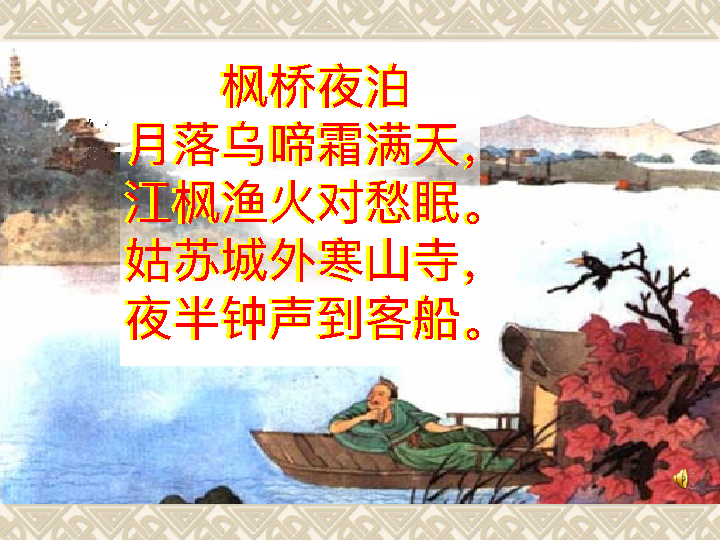 枫桥夜泊
月落乌啼霜满天，
江枫渔火对愁眠。
姑苏城外寒山寺，
夜半钟声到客船。